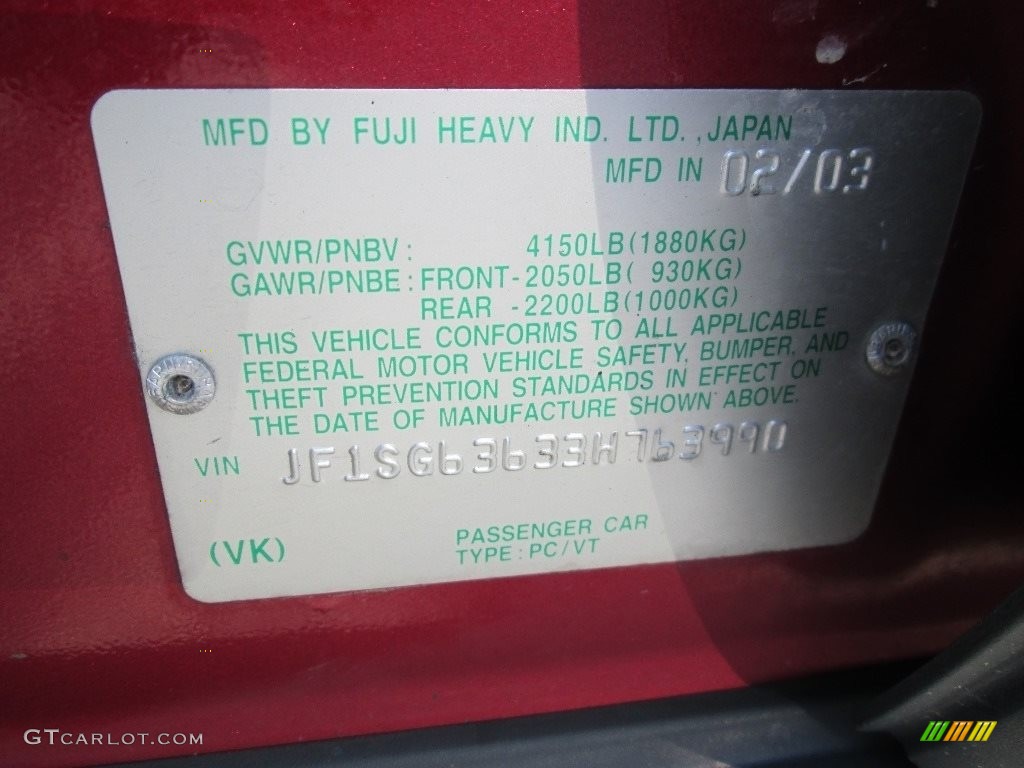 MFD BY FUJI HEAVY IND. LTD., JAPAN
MFD IN 02/03
GVWR/PNBV: 4150LB(1880KG)
GAWR/PNBE: FRONT-2050LB( 930KG)
REAR -2200LB(1000KG)
THIS VEHICLE CONFORMS TO ALL APPLICABLE
FEDERAL MOTOR VEHICLE SAFETY, BUMPER, AND
THEFT PREVENTION STANDARDS IN EFFECT ON
THE DATE OF MANUFACTURE SHOWN ABOVE.
VIN JF1SG63633H763990
(VK) PASSENGER CAR
TYPE: PC/VT
GTCARLOT.COM